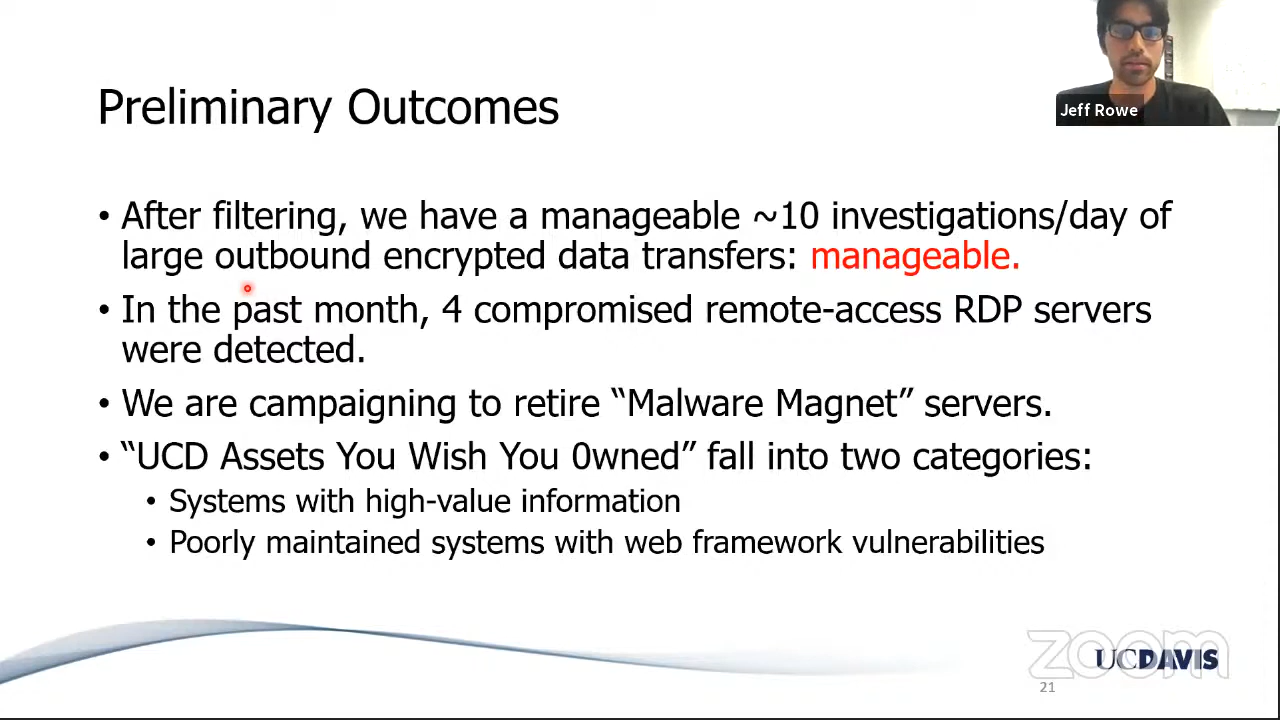 Jeff Rowe
Preliminary Outcomes
• After filtering, we have a manageable ~10 investigations/day of
large outbound encrypted data transfers: manageable.
• In the past month, 4 compromised remote-access RDP servers
were detected.
• We are campaigning to retire “Malware Magnet” servers.
• “UCD Assets You Wish You 0wned” fall into two categories:
• Systems with high-value information
• Poorly maintained systems with web framework vulnerabilities
zoom
UCDAVIS
21